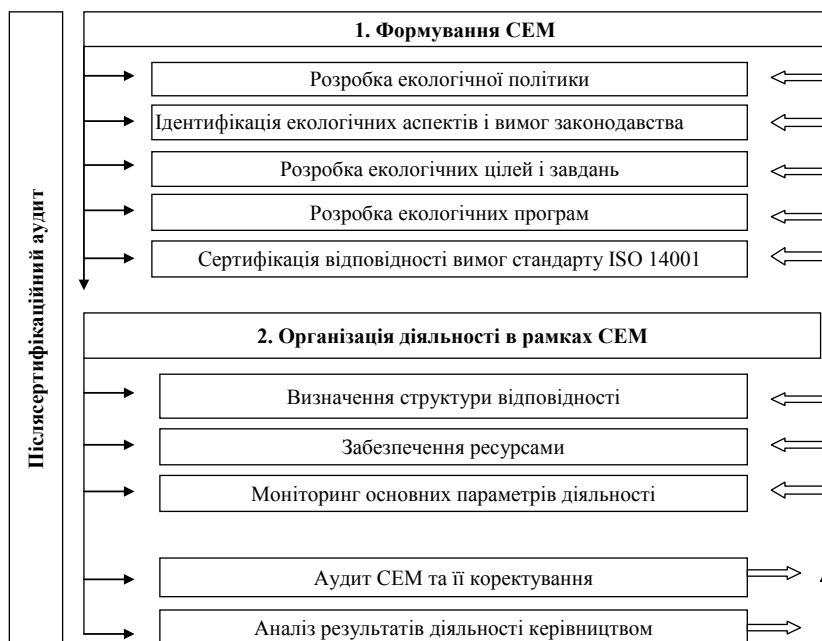 Післясертифікаційний аудит
1. Формування СЕМ
Розробка екологічної політики
Ідентифікація екологічних аспектів і вимог законодавства
Розробка екологічних цілей і завдань
Розробка екологічних програм
Сертифікація відповідності вимог стандарту ISO 14001
2. Організація діяльності в рамках СЕМ
Визначення структури відповідності
Забезпечення ресурсами
Моніторинг основних параметрів діяльності
Аудит СЕМ та її коректування
Аналіз результатів діяльності керівництвом